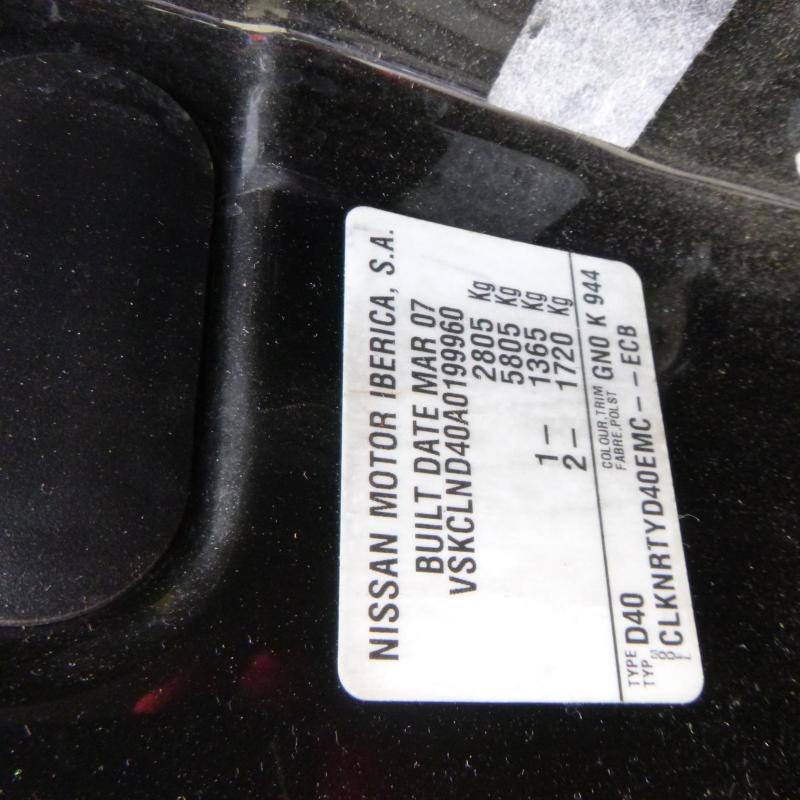 NISSAN MOTOR IBERICA, S.A.
BUILT DATE MAR 07
VSKCLND40A0199960
2805 Kg
5805 Kg
1 – 1365 Kg
2 – 1720 Kg
TYPE TYP D40 COLOUR,TRIM FABRE,POLST GN0 K 944
CLKNRTYD40EMC – – ECB